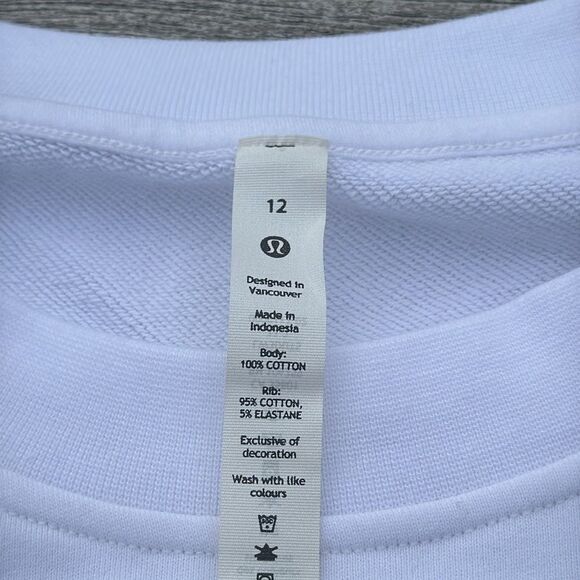 12
Designed in
Vancouver
Made in
Indonesia
Body:
100% COTTON
Rib:
95% COTTON,
5% ELASTANE
Exclusive of
decoration
Wash with like
colours